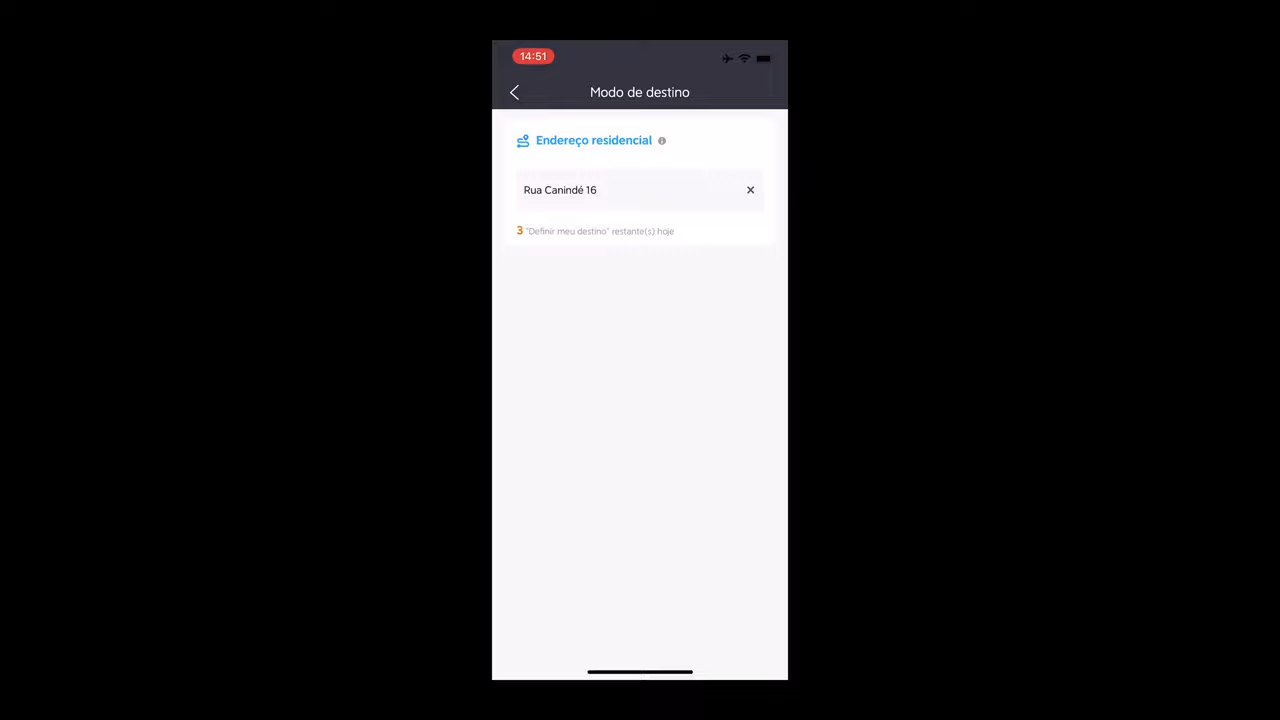 14:51
Modo de destino
Endereço residencial
Rua Canindé 16
3 "Definir meu destino" restante(s) hoje